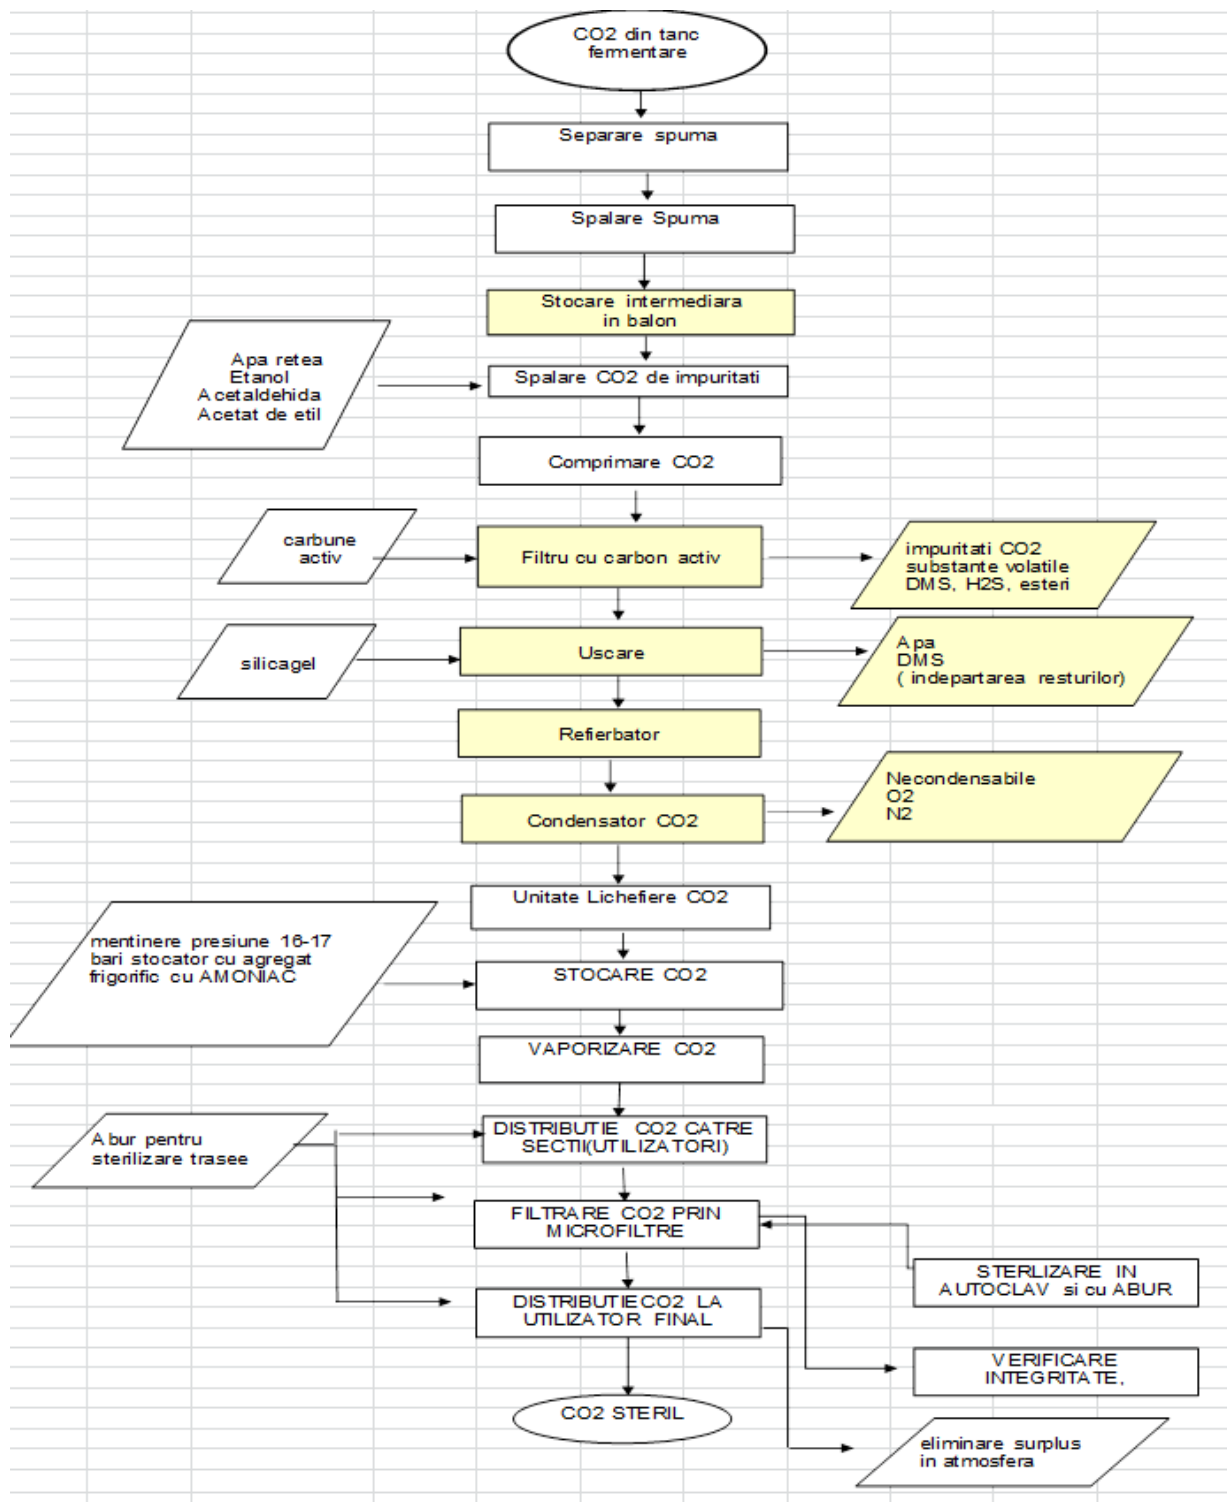 CO2 din tanc
fermentare
Separare spuma
Spalare Spuma
Stocare intermediara
in balon
Apa retea
Etanol
Acetaldehida
Acetat de etil
Spalare CO2 de impuritati
Comprimare CO2
carbune
activ
Filtru cu carbon activ
impuritati CO2
substante volatile
DMS, H2S, esteri
silicagel
Uscare
Apa
DMS
( indepartarea resturilor)
Refierbator
Condensator CO2
Necondensabile
O2
N2
Unitate Lichefiere CO2
mentinere presiune 16-17
bari stocator cu agregat
frigorific cu AMONIAC
STOCARE CO2
VAPORIZARE CO2
Abur pentru
sterilizare trasee
DISTRIBUTIE CO2 CATRE
SECTII(UTILIZATORI)
FILTRARE CO2 PRIN
MICROFILTRE
STERLIZARE IN
AUTOCLAV si cu ABUR
DISTRIBUTIE CO2 LA
UTILIZATOR FINAL
VERIFICARE
INTEGRITATE,
CO2 STERIL
eliminare surplus
in atmosfera